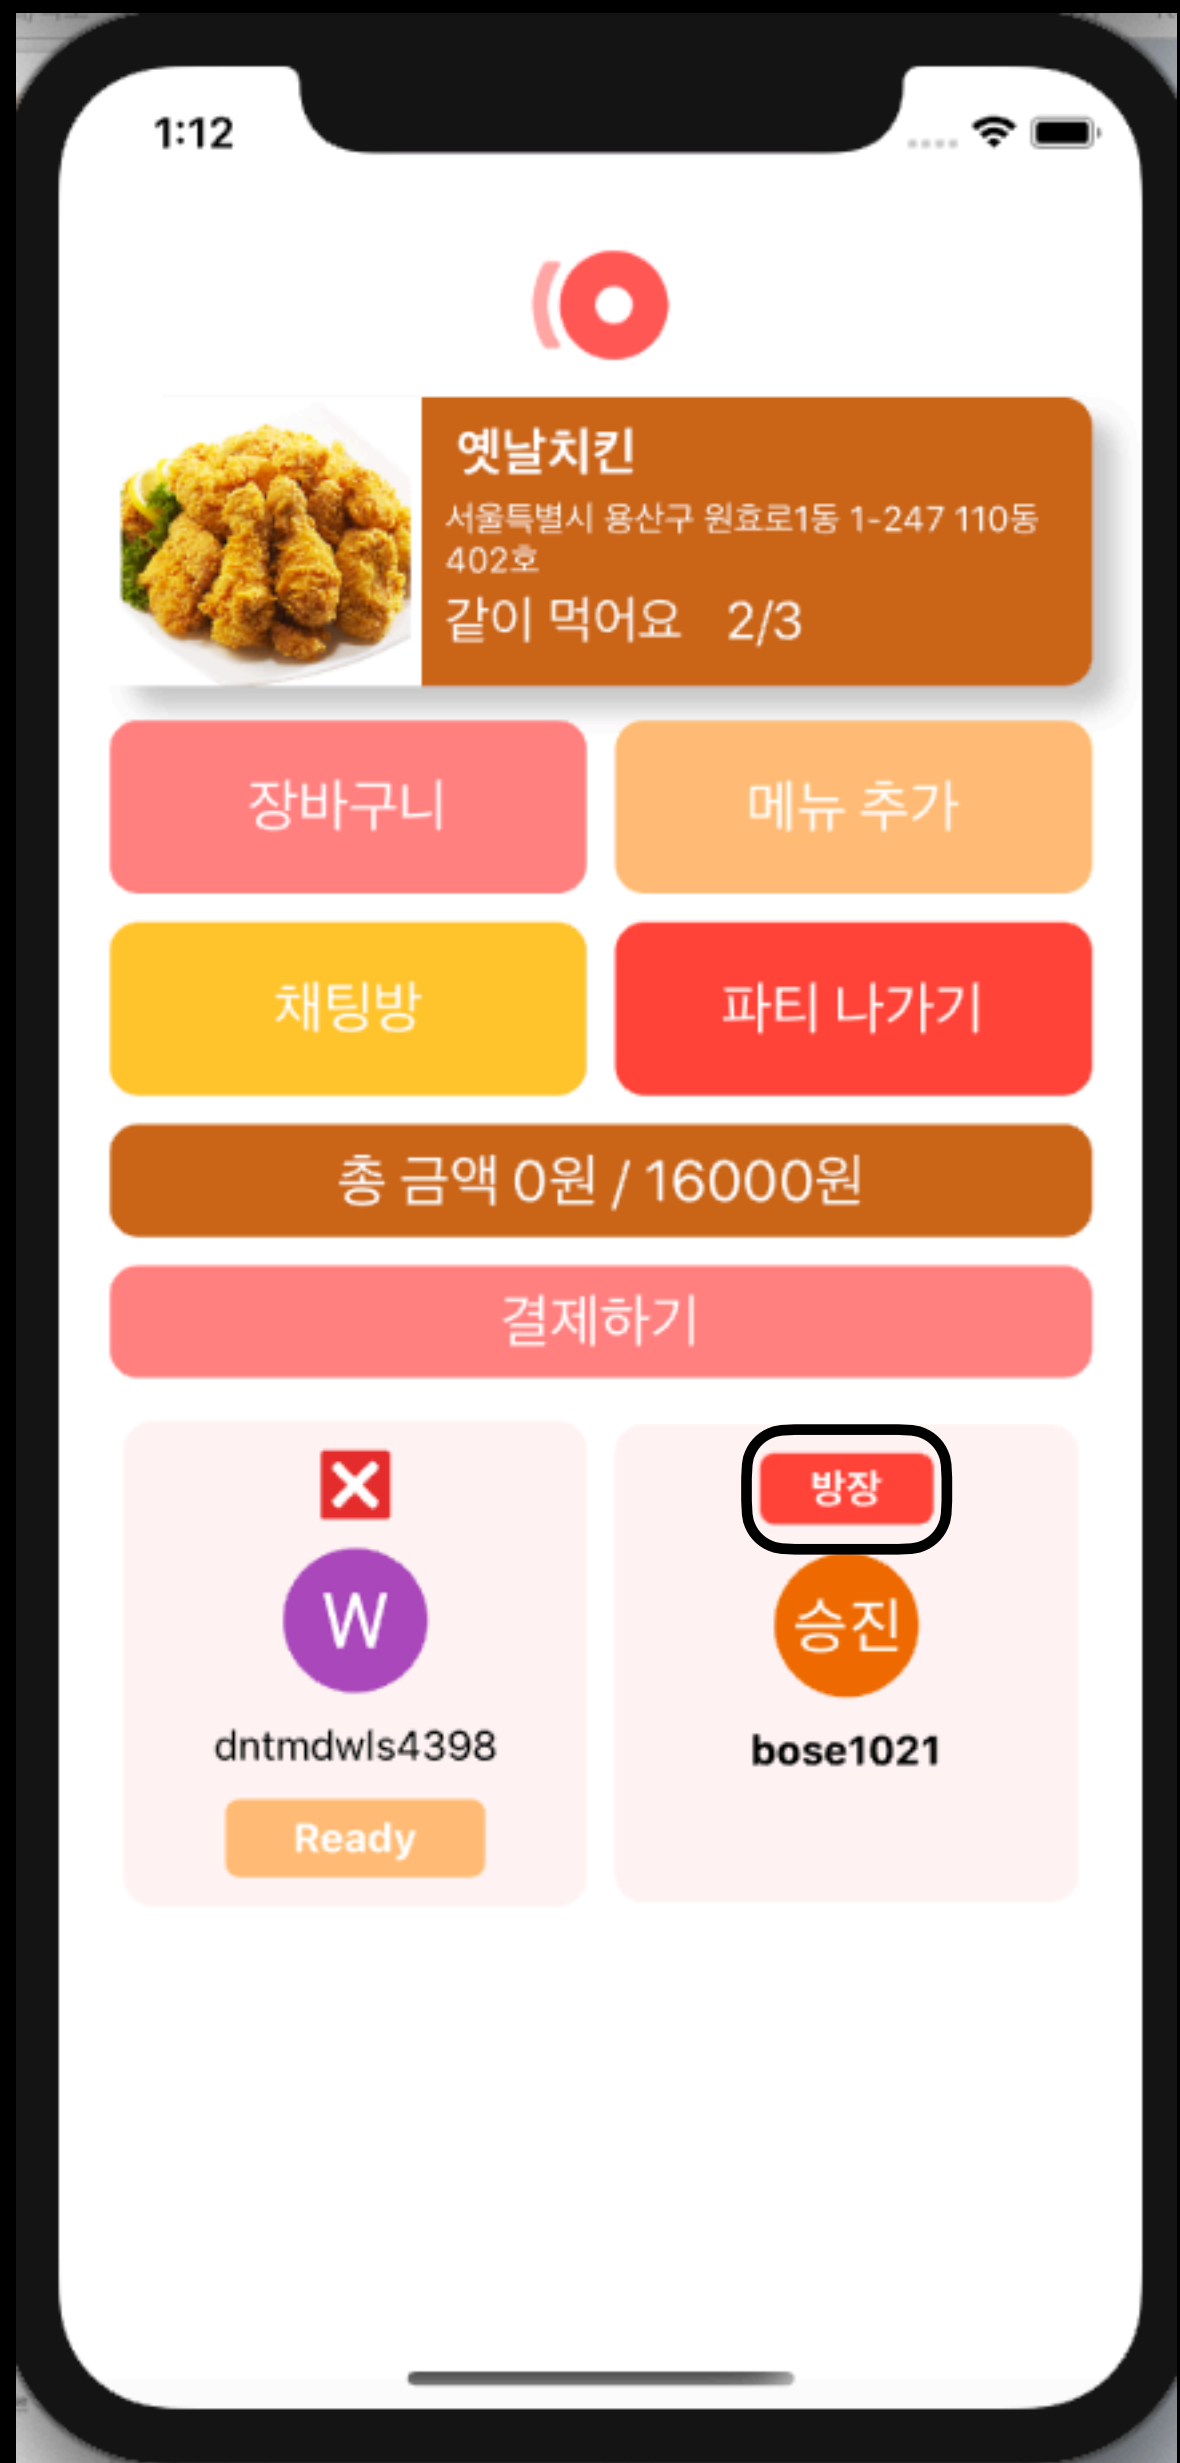 1:12
옛날치킨
서울특별시 용산구 원효로1동 1-247 110동
402호
같이 먹어요 2/3
장바구니
메뉴 추가
채팅방
파티 나가기
총 금액 0원 / 16000원
결제하기
방장
W
승진
dntmdwls4398
bose1021
Ready